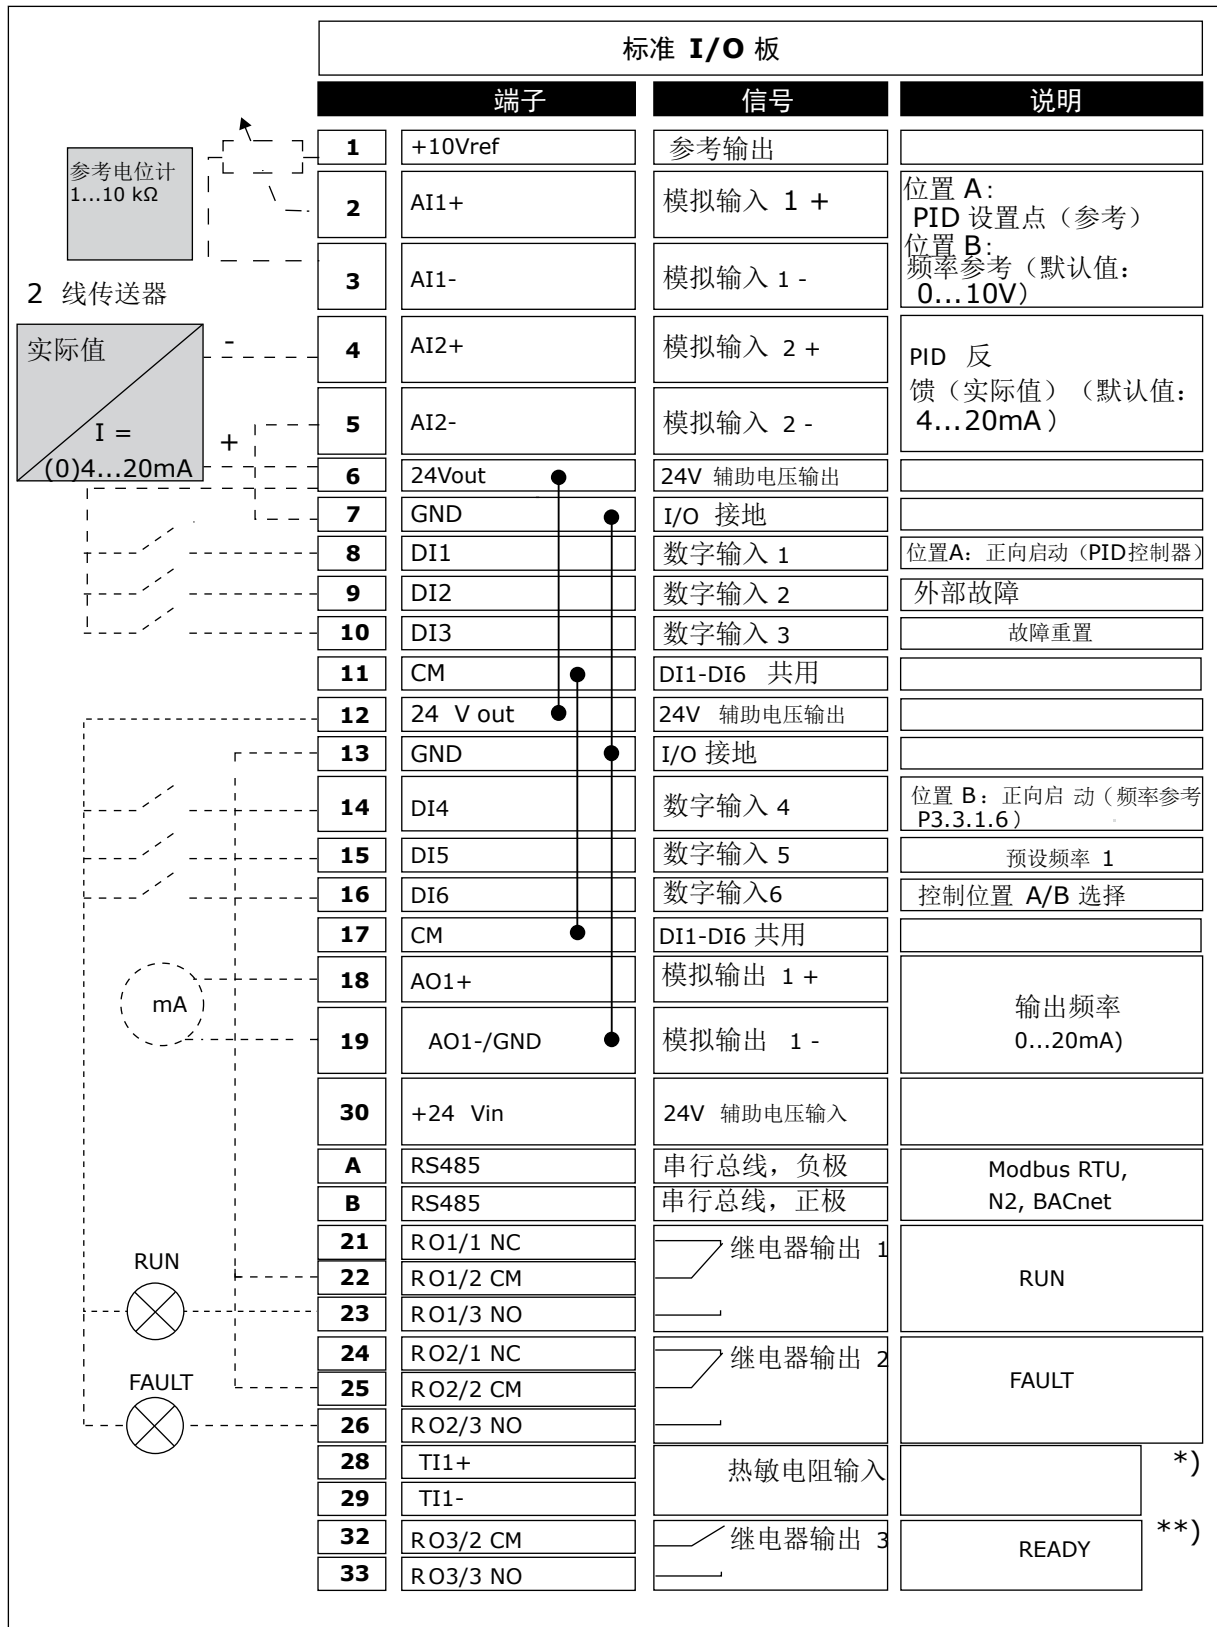 标准 I/O 板
端子 信号 说明
参考电位计
1...10 kΩ
1 +10Vref 参考输出
2 AI1+ 模拟输入 1 +
3 AI1- 模拟输入 1 -
位置 A：
PID 设置点（参考）
位置 B：
频率参考（默认值：
0...10V）
2 线传送器
实际值
I =
(0)4...20mA
-
+
4 AI2+ 模拟输入 2 +
5 AI2- 模拟输入 2 -
PID 反
馈（实际值）（默认值：
4...20mA）
6 24Vout 24V 辅助电压输出
7 GND I/O 接地
8 DI1 数字输入 1 位置A：正向启动（PID控制器）
9 DI2 数字输入 2 外部故障
10 DI3 数字输入 3 故障重置
11 CM DI1-DI6 共用
12 24 V out 24V 辅助电压输出
13 GND I/O 接地
14 DI4 数字输入 4
位置 B：正向启 动（频率参考
P3.3.1.6）
15 DI5 数字输入 5 预设频率 1
16 DI6 数字输入6 控制位置 A/B 选择
17 CM DI1-DI6 共用
mA
18 AO1+ 模拟输出 1 +
19 AO1-/GND 模拟输出 1 -
输出频率
0...20mA)
30 +24 Vin 24V 辅助电压输入
A RS485 串行总线，负极
B RS485 串行总线，正极
Modbus RTU,
N2, BACnet
RUN
21 RO1/1 NC 继电器输出 1
22 RO1/2 CM RUN
23 RO1/3 NO
24 RO2/1 NC 继电器输出 2
FAULT
25 RO2/2 CM FAULT
26 RO2/3 NO
28 TI1+ 热敏电阻输入 *)
29 TI1-
32 RO3/2 CM 继电器输出 3 READY **)
33 RO3/3 NO